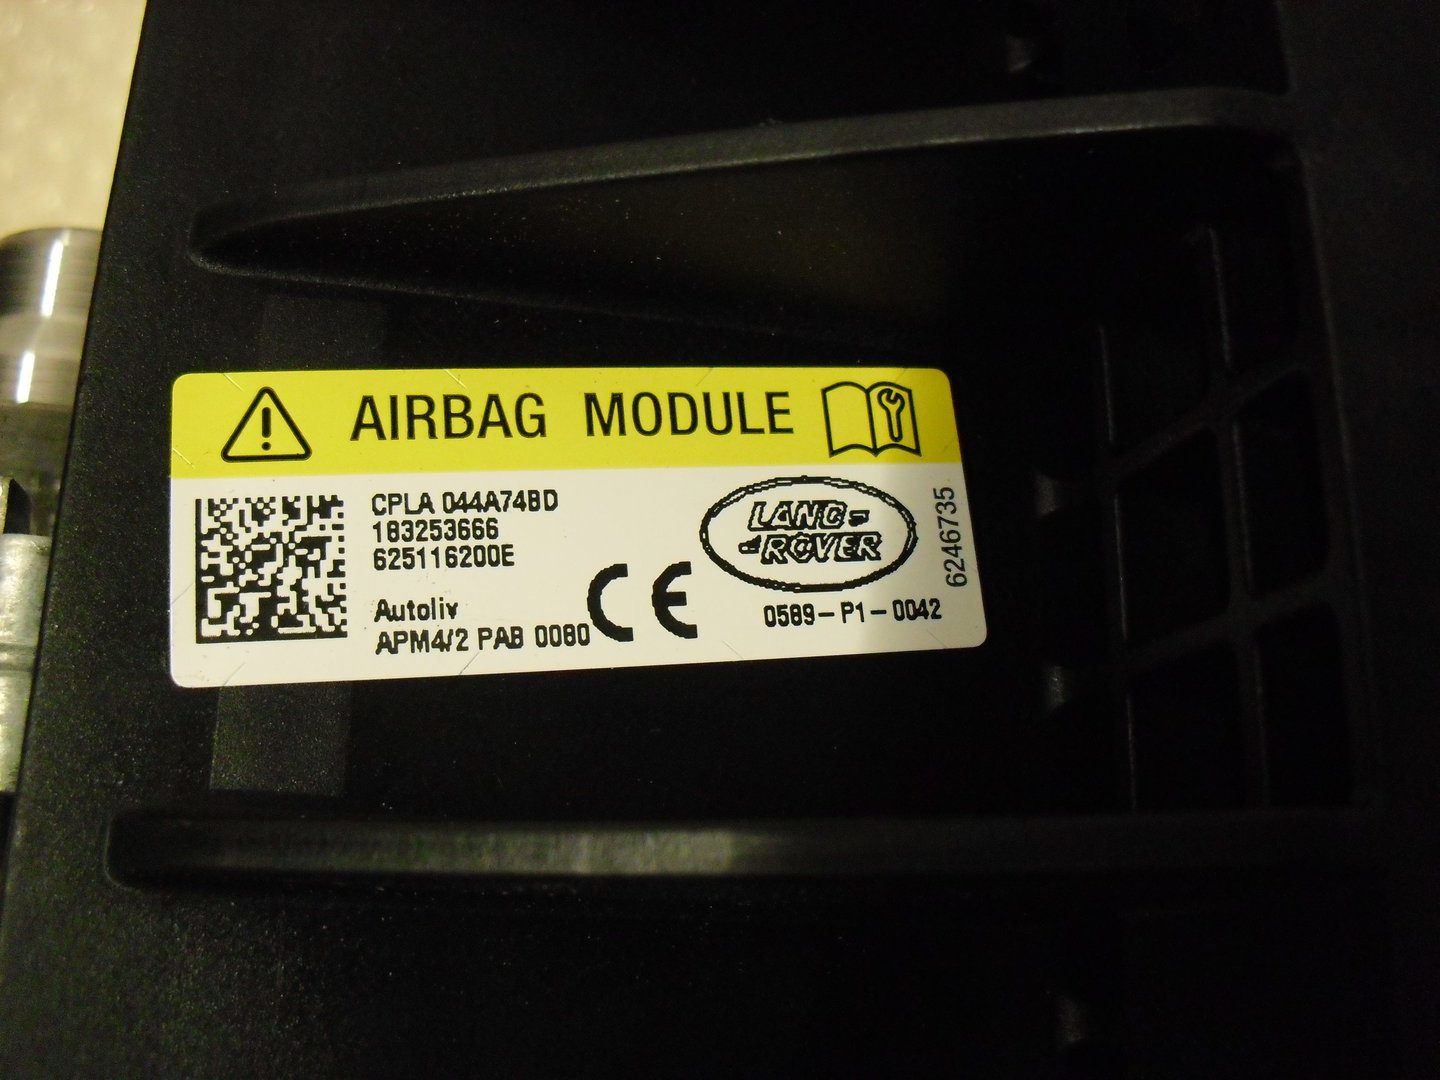 AIRBAG MODULE
CPLA 044A74BD
183253666
625116200E
Autoliv
APM4/2 PAB 0080
CE
LAND-
-ROVER
0589-P1-0042
6246735